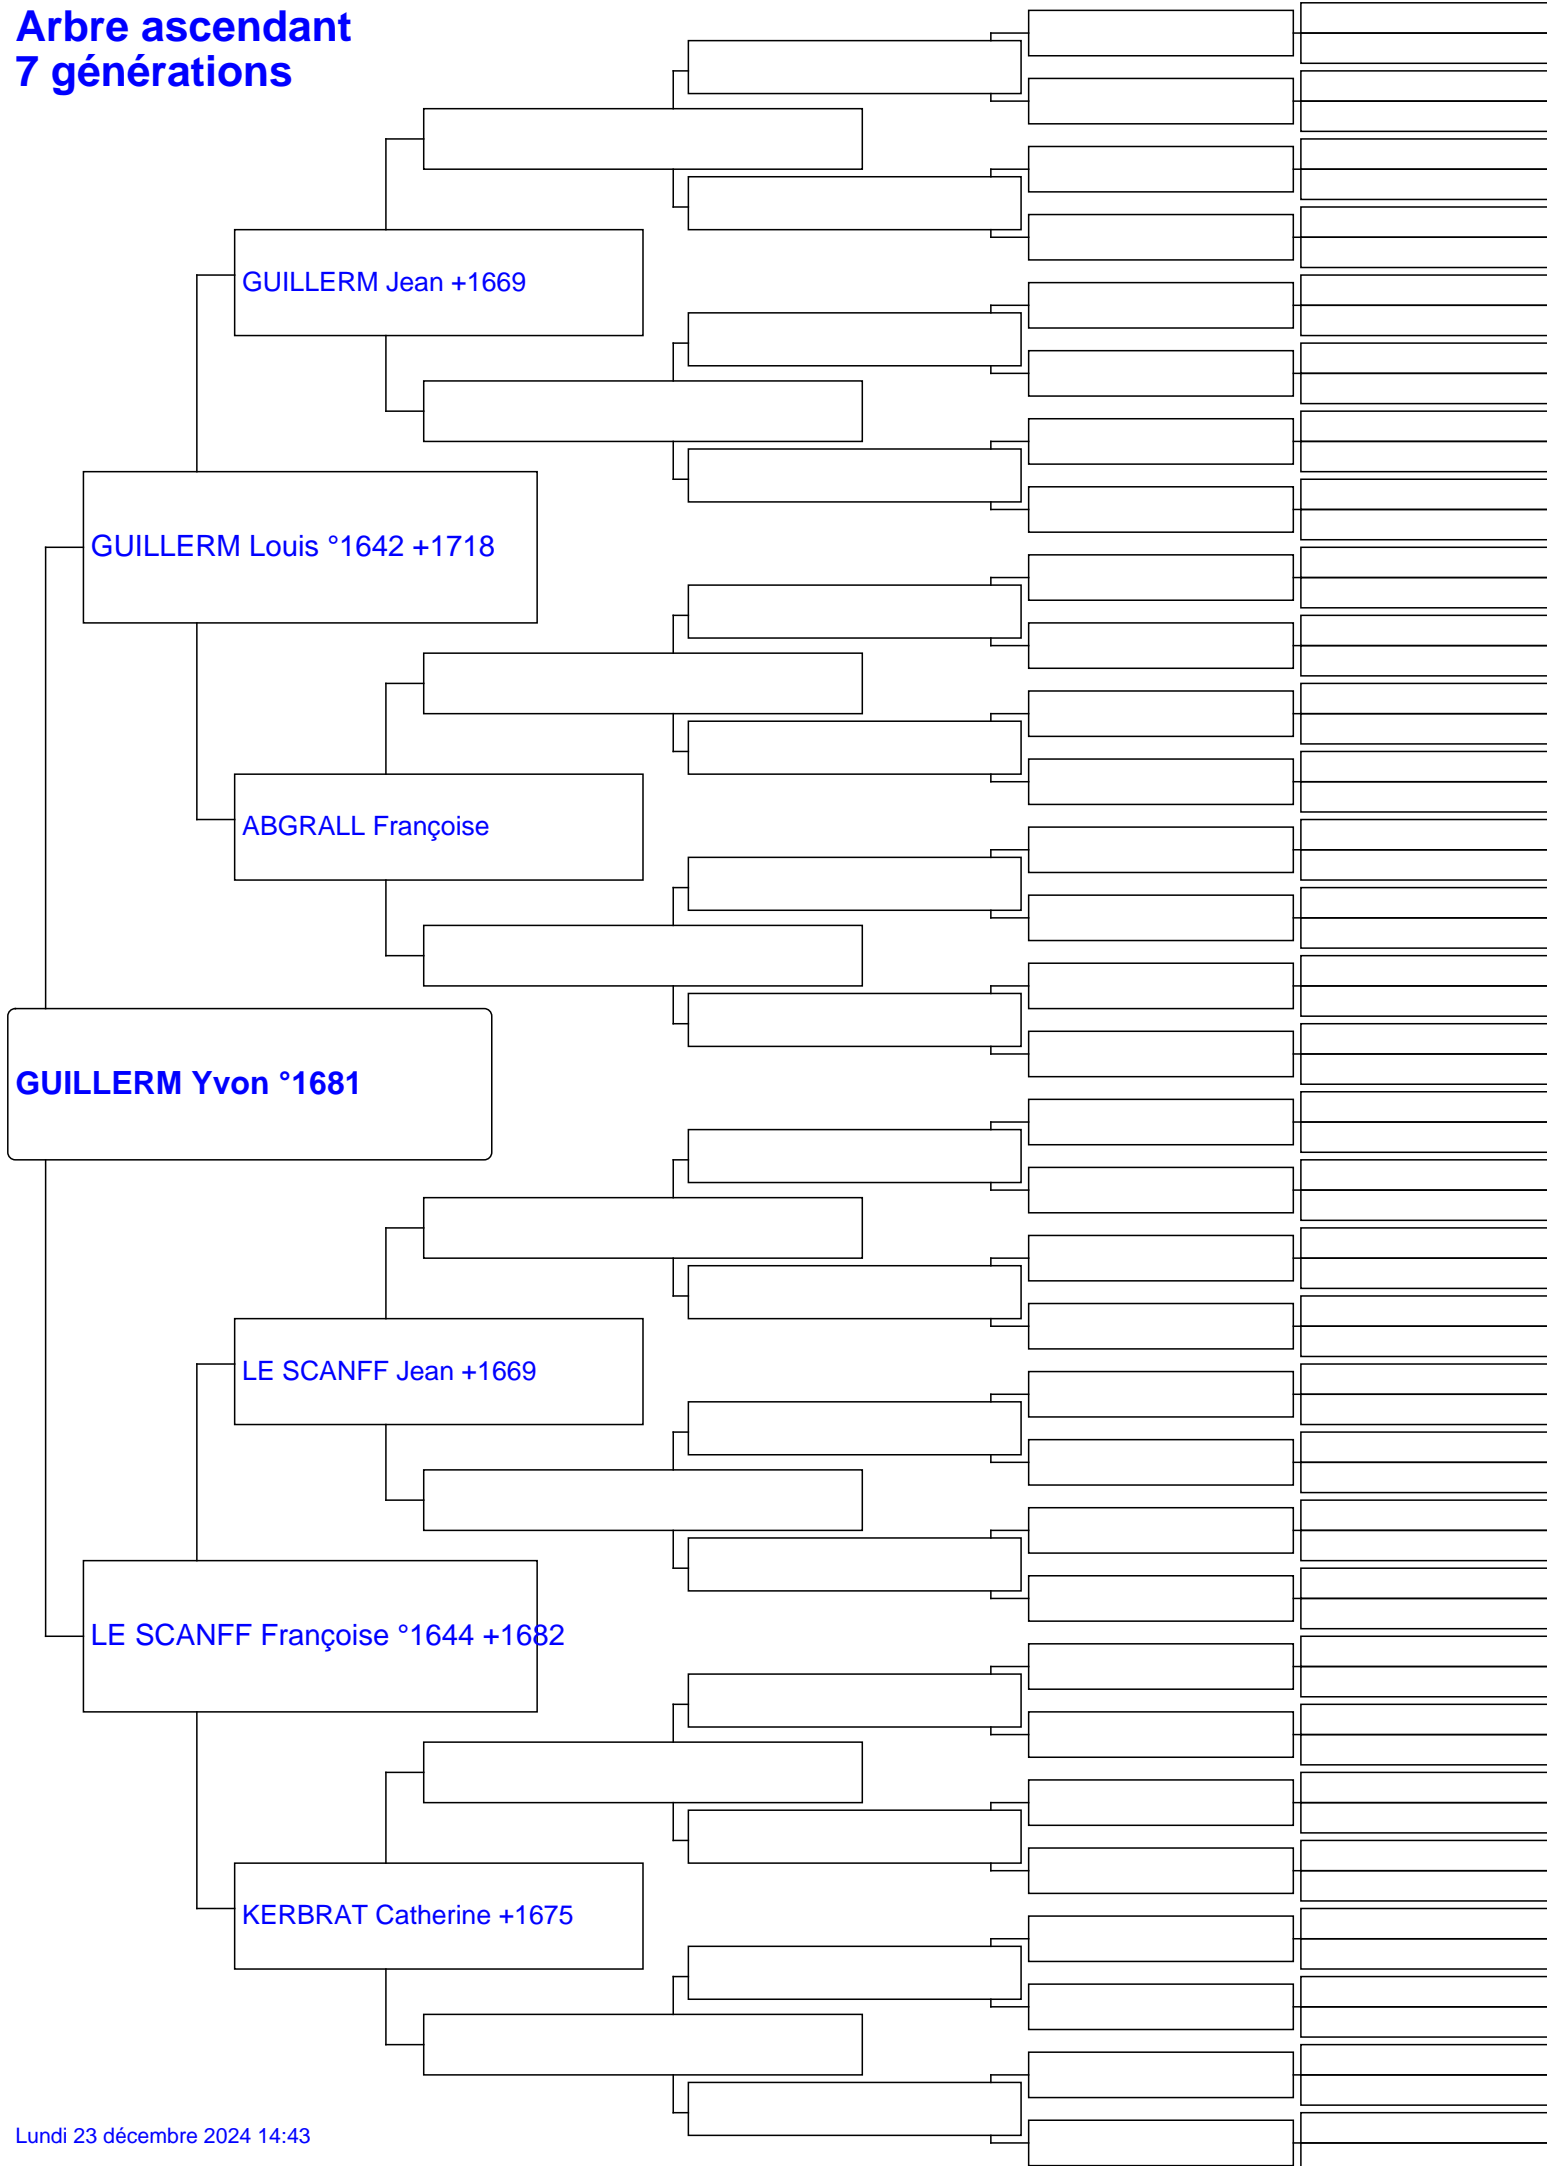 Arbre ascendant
7 générations
GUILLERM Jean +1669
GUILLERM Louis °1642 +1718
ABGRALL Françoise
GUILLERM Yvon °1681
LE SCANFF Jean +1669
LE SCANFF Françoise °1644 +1682
KERBRAT Catherine +1675
Lundi 23 décembre 2024 14:43